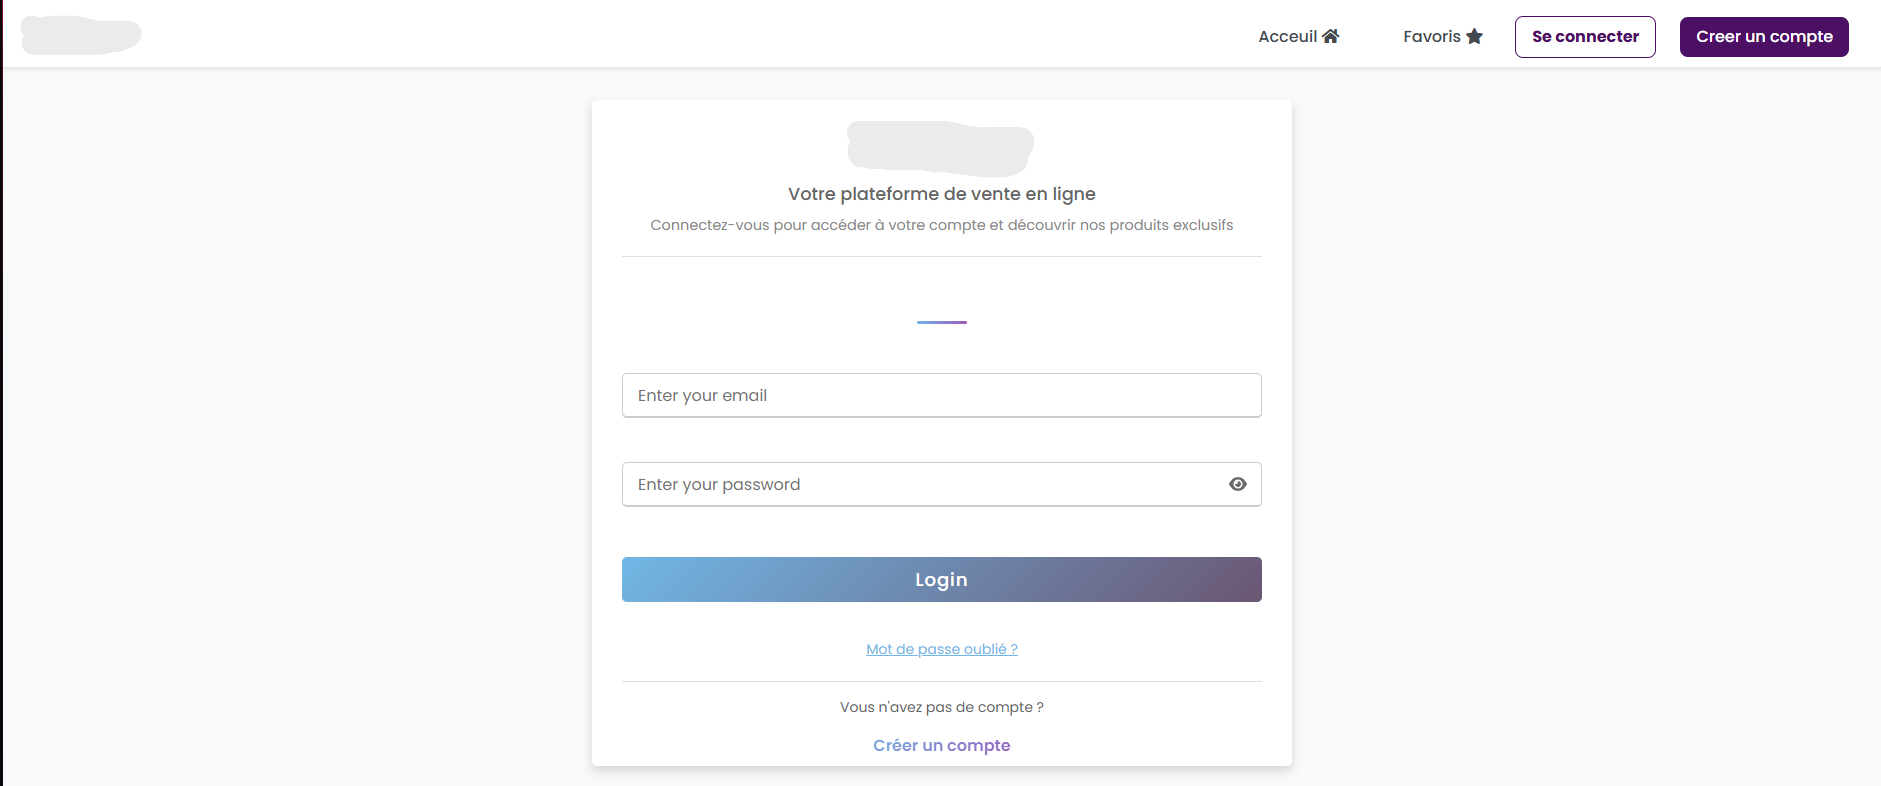 Acceuil Favoris Se connecter Creer un compte
Votre plateforme de vente en ligne
Connectez-vous pour accéder à votre compte et découvrir nos produits exclusifs
Enter your email
Enter your password
Login
Mot de passe oublié ?
Vous n'avez pas de compte ?
Créer un compte